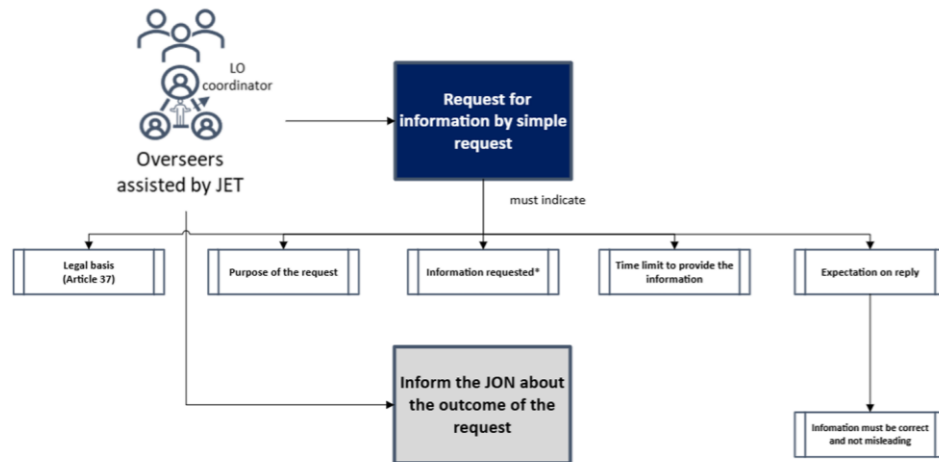 LO
coordinator
Overseers
assisted by JET
Request for
information by simple
request
must indicate
Legal basis
(Article 37)
Purpose of the request
Information requested*
Time limit to provide the
information
Expectation on reply
Inform the JON about
the outcome of the
request
Infomation must be correct
and not misleading